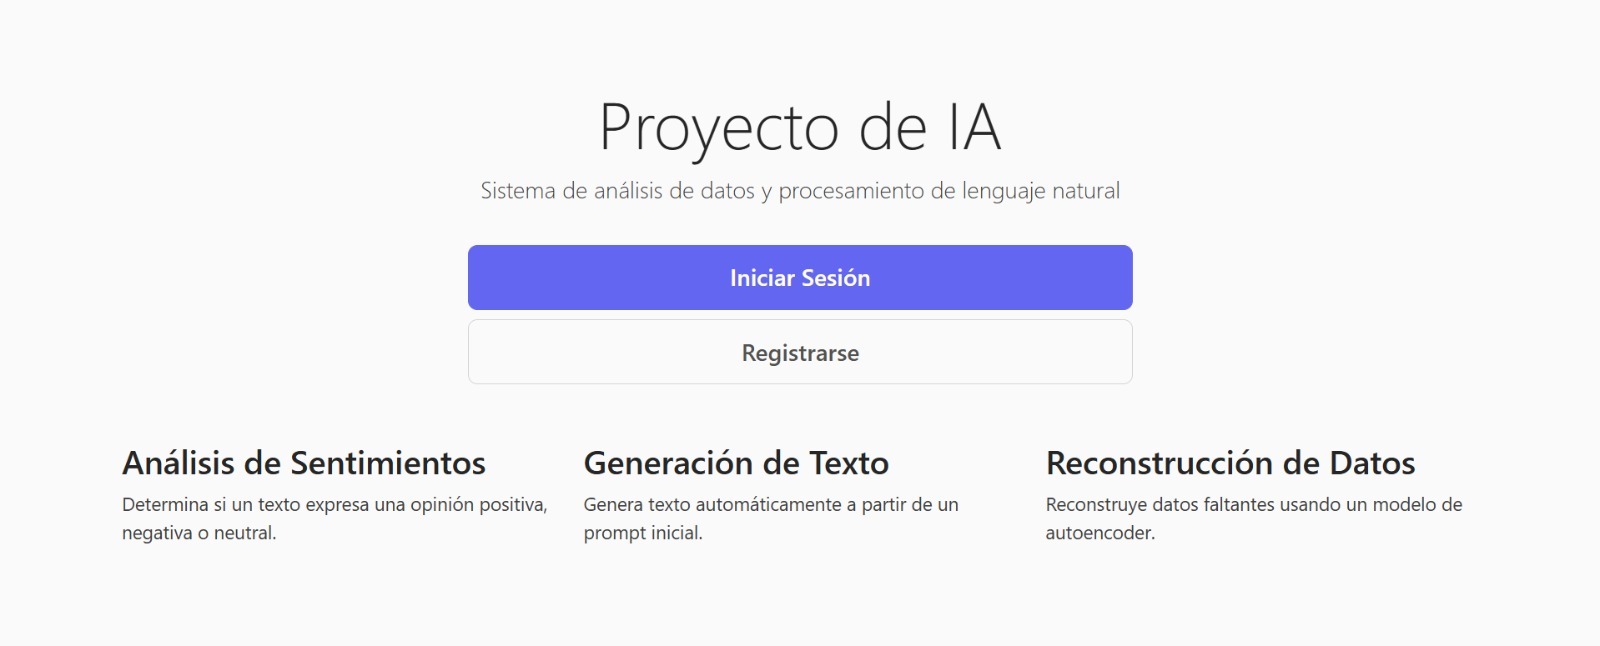 Proyecto de IA
Sistema de análisis de datos y procesamiento de lenguaje natural
Iniciar Sesión
Registrarse
Análisis de Sentimientos
Determina si un texto expresa una opinión positiva,
negativa o neutral.
Generación de Texto
Genera texto automáticamente a partir de un
prompt inicial.
Reconstrucción de Datos
Reconstruye datos faltantes usando un modelo de
autoencoder.